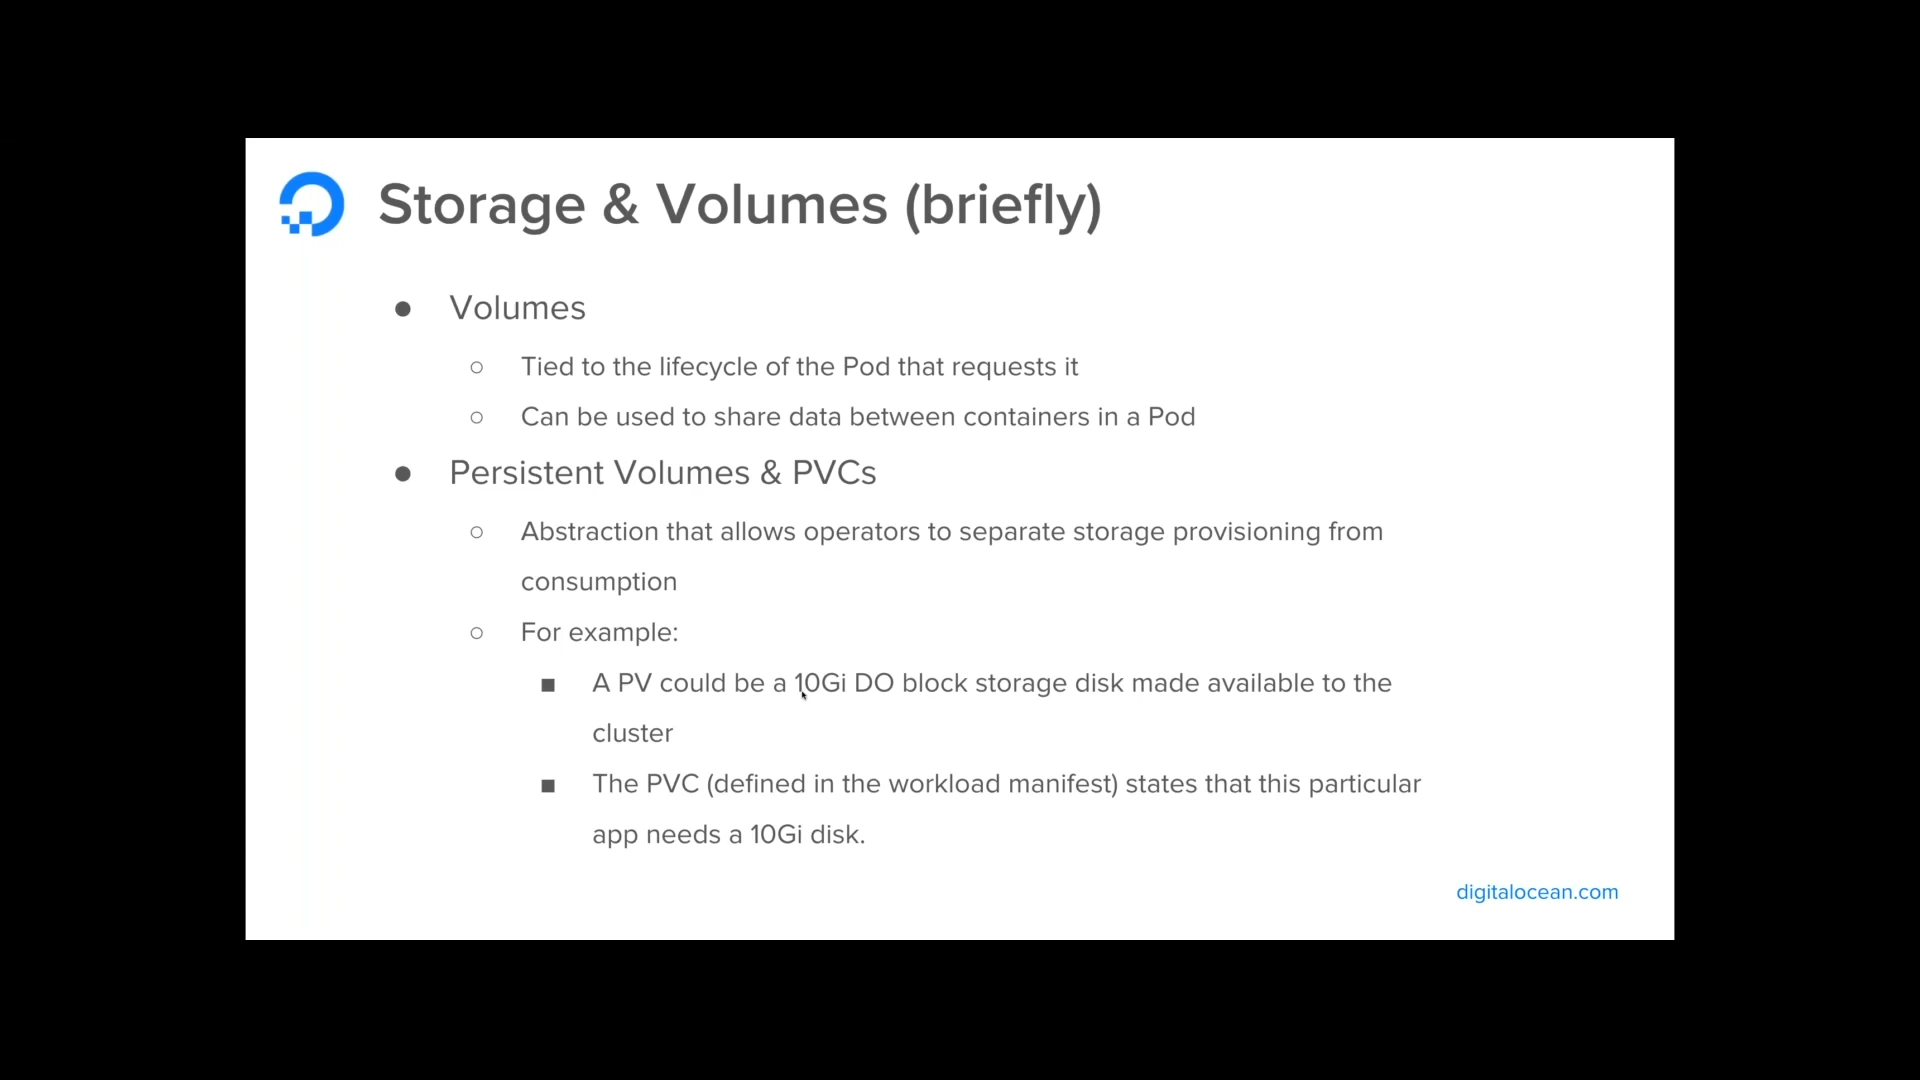 Storage & Volumes (briefly)
● Volumes
○ Tied to the lifecycle of the Pod that requests it
○ Can be used to share data between containers in a Pod
● Persistent Volumes & PVCs
○ Abstraction that allows operators to separate storage provisioning from
consumption
○ For example:
■ A PV could be a 10Gi DO block storage disk made available to the
cluster
■ The PVC (defined in the workload manifest) states that this particular
app needs a 10Gi disk.
digitalocean.com